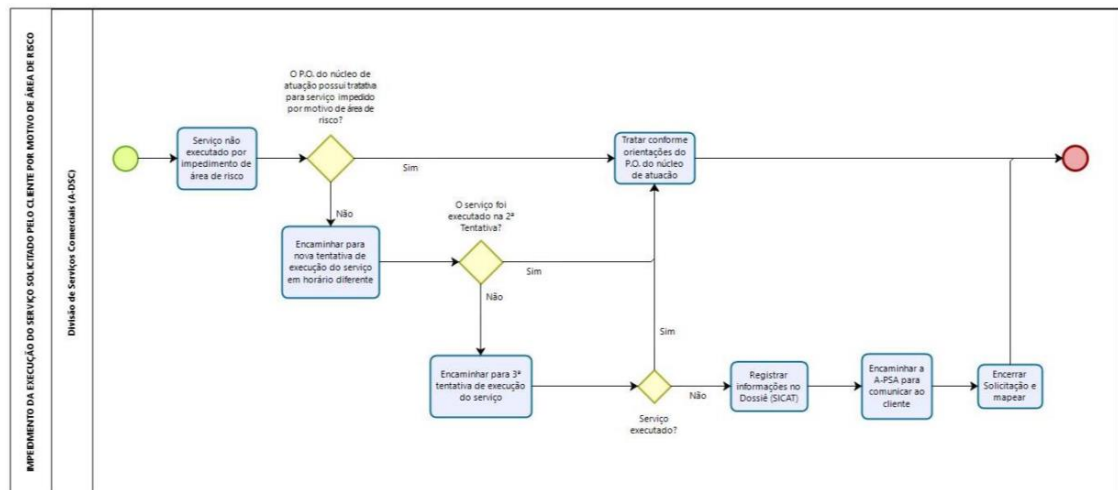 IMPEDIMENTO DA EXECUÇÃO DO SERVIÇO SOLICITADO PELO CLIENTE POR MOTIVO DE ÁREA DE RISCO
Divisão de Serviços Comerciais (A-DSC)
Serviço não
executado por
impedimento de
área de risco
O P.O. do núcleo de
atuação possui tratativa
para serviço impedido
por motivo de área de
risco?
Sim
Não
Tratar conforme
orientações do
P.O. do núcleo
de atuação
Encaminhar para
nova tentativa de
execução do serviço
em horário diferente
O serviço foi
executado na 2ª
Tentativa?
Sim
Não
Encaminhar para 3ª
tentativa de execução
do serviço
Sim
Não
Serviço
executado?
Registrar
informações no
Dossiê (SICAT)
Encaminhar a
A-PSA para
comunicar ao
cliente
Encerrar
Solicitação e
mapear